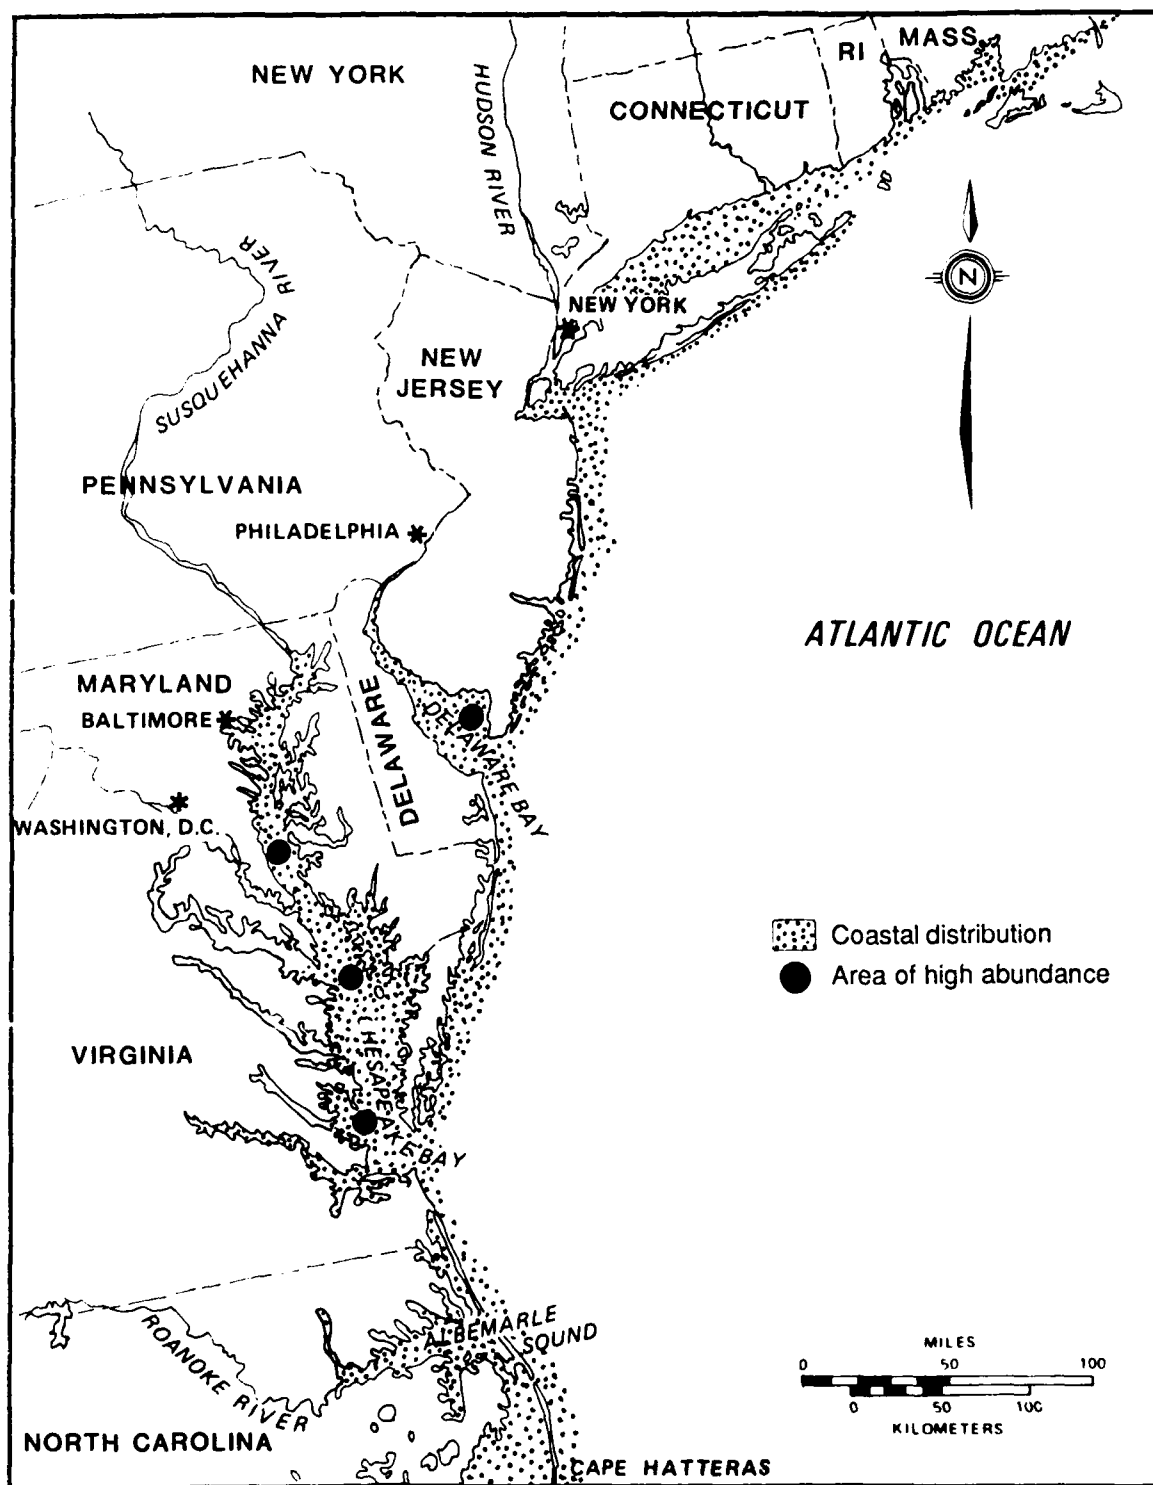 NEW YORK
HUDSON RIVER
CONNECTICUT
RI
MASS.
SUSQUEHANNA RIVER
N
NEW YORK
NEW
JERSEY
PENNSYLVANIA
PHILADELPHIA
ATLANTIC OCEAN
MARYLAND
BALTIMORE
DELAWARE
DELAWARE BAY
WASHINGTON, D.C.
Coastal distribution
Area of high abundance
VIRGINIA
CHESAPEAKE BAY
ROANOKE RIVER
ALBEMARLE
SOUND
MILES
0 50 100
0 50 100
KILOMETERS
NORTH CAROLINA
CAPE HATTERAS